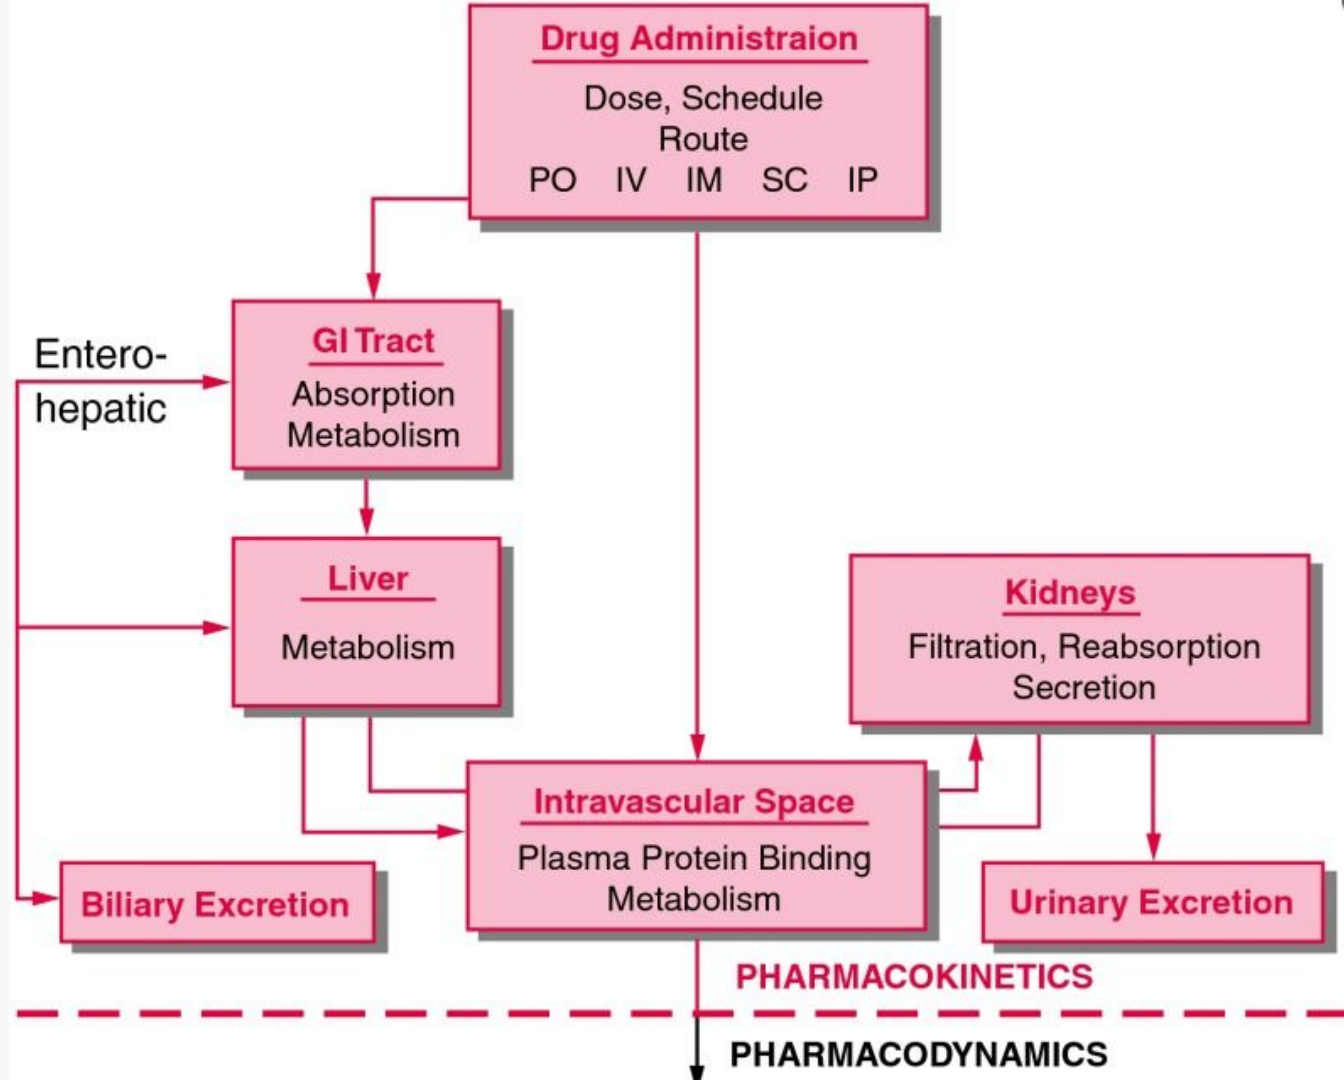 Drug Administraion
Dose, Schedule
Route
PO IV IM SC IP
GI Tract
Absorption
Metabolism
Entero-
hepatic
Liver
Metabolism
Kidneys
Filtration, Reabsorption
Secretion
Intravascular Space
Plasma Protein Binding
Metabolism
Biliary Excretion
Urinary Excretion
PHARMACOKINETICS
PHARMACODYNAMICS